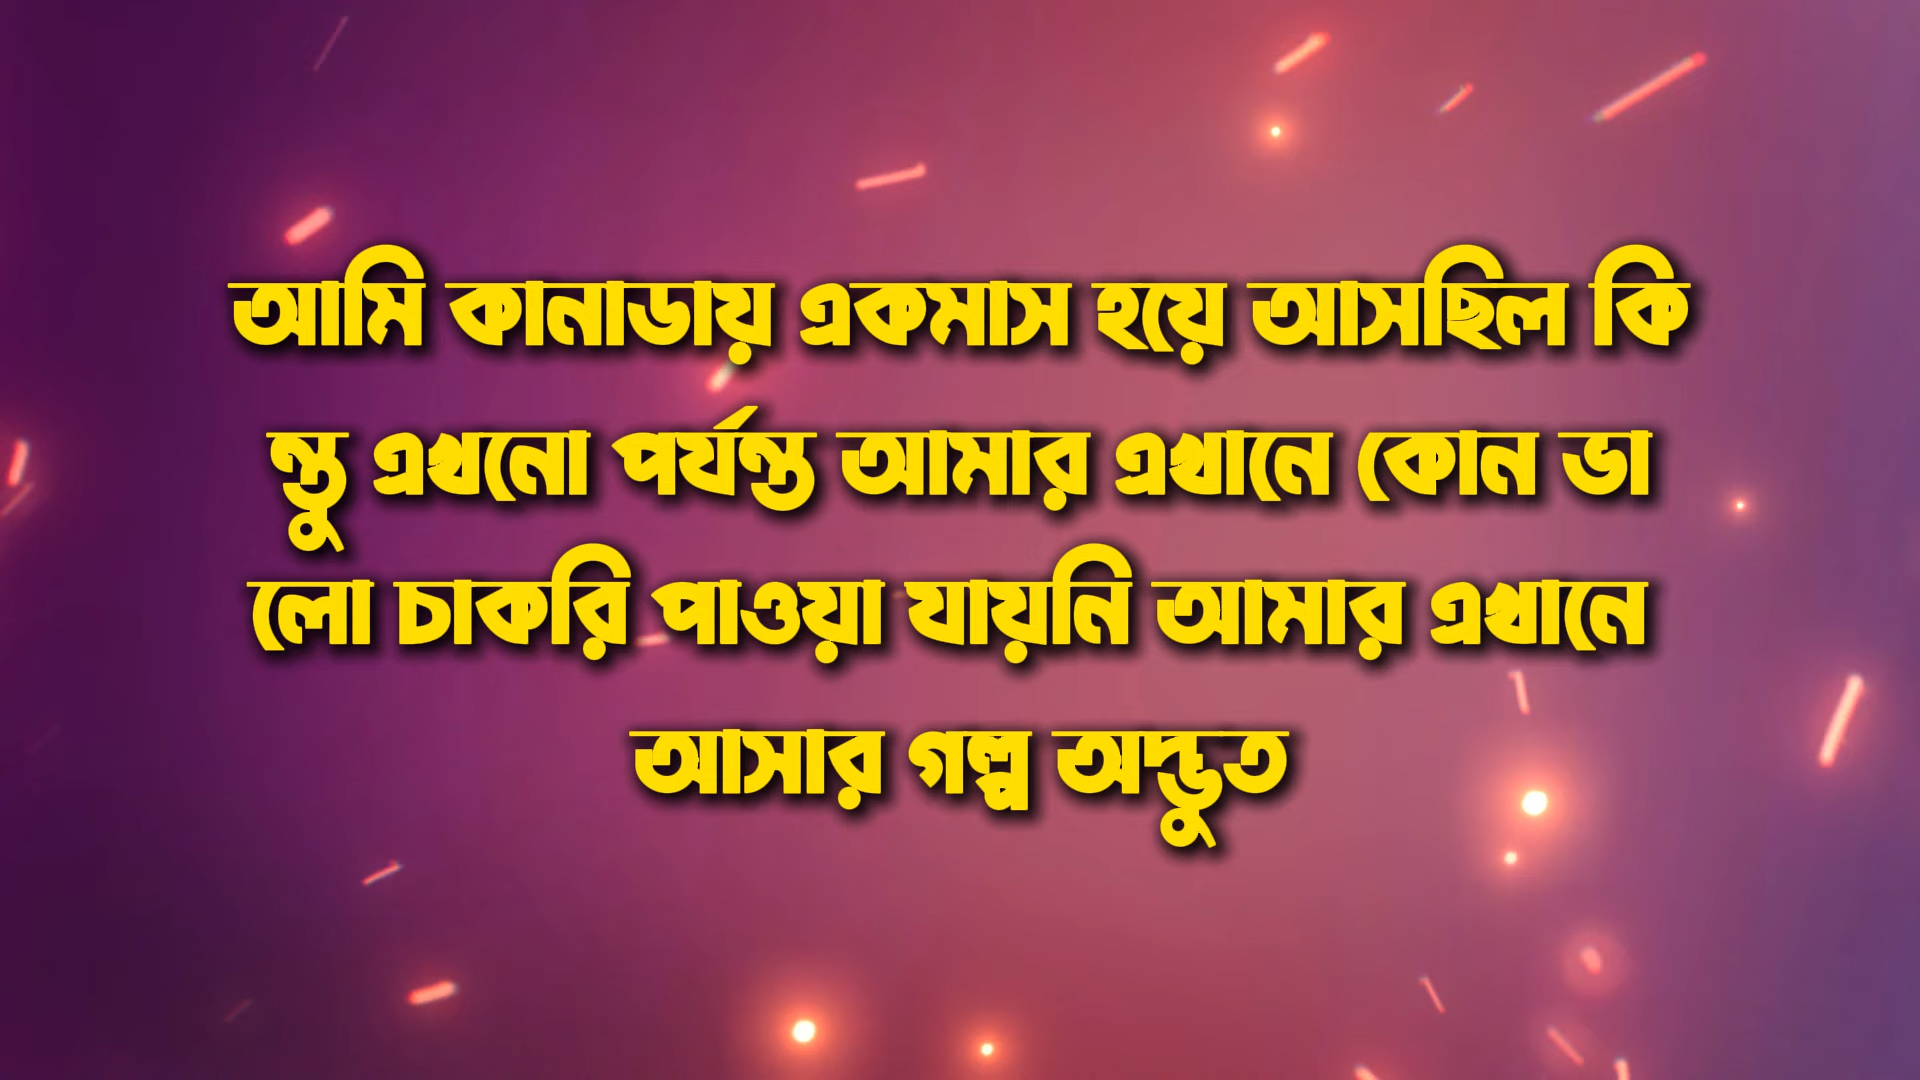 আমি কানাডায় একমাস হয়ে আসছিল কি
ন্তু এখনো পর্যন্ত আমার এখানে কোন ভা
লো চাকরি পাওয়া যায়নি আমার এখানে
আসার গল্প অদ্ভুত